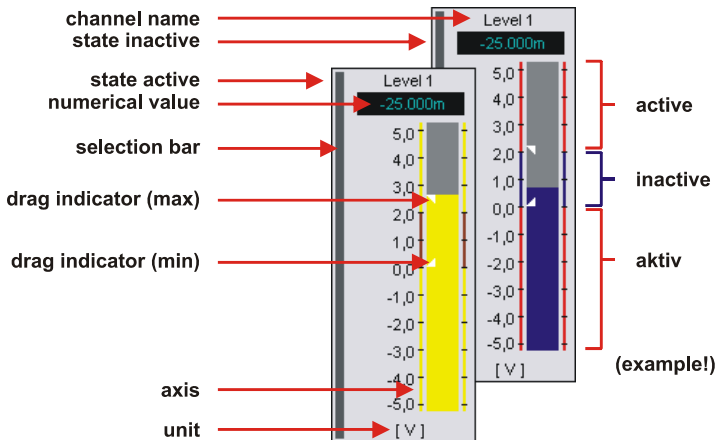 channel name
state inactive
state active
numerical value
selection bar
drag indicator (max)
drag indicator (min)
axis
unit
Level 1
-25.000m
5,0
4,0
3,0
2,0
1,0
0,0
-1,0
-2,0
-3,0
-4,0
-5,0
[ V ]
Level 1
-25.000m
5,0
4,0
3,0
2,0
1,0
0,0
-1,0
-2,0
-3,0
-4,0
-5,0
[ V ]
active
inactive
aktiv
(example!)